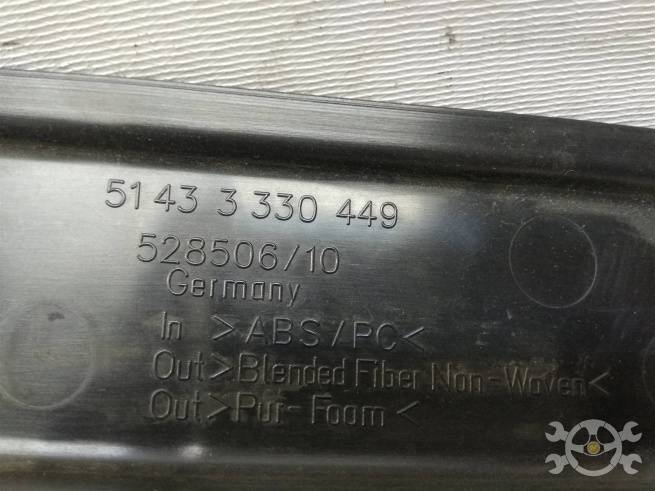 51 43 3 330 449
528506/10
Germany
In >ABS/PC<
Out >Blended Fiber Non-Woven<
Out >Pur-Foam<